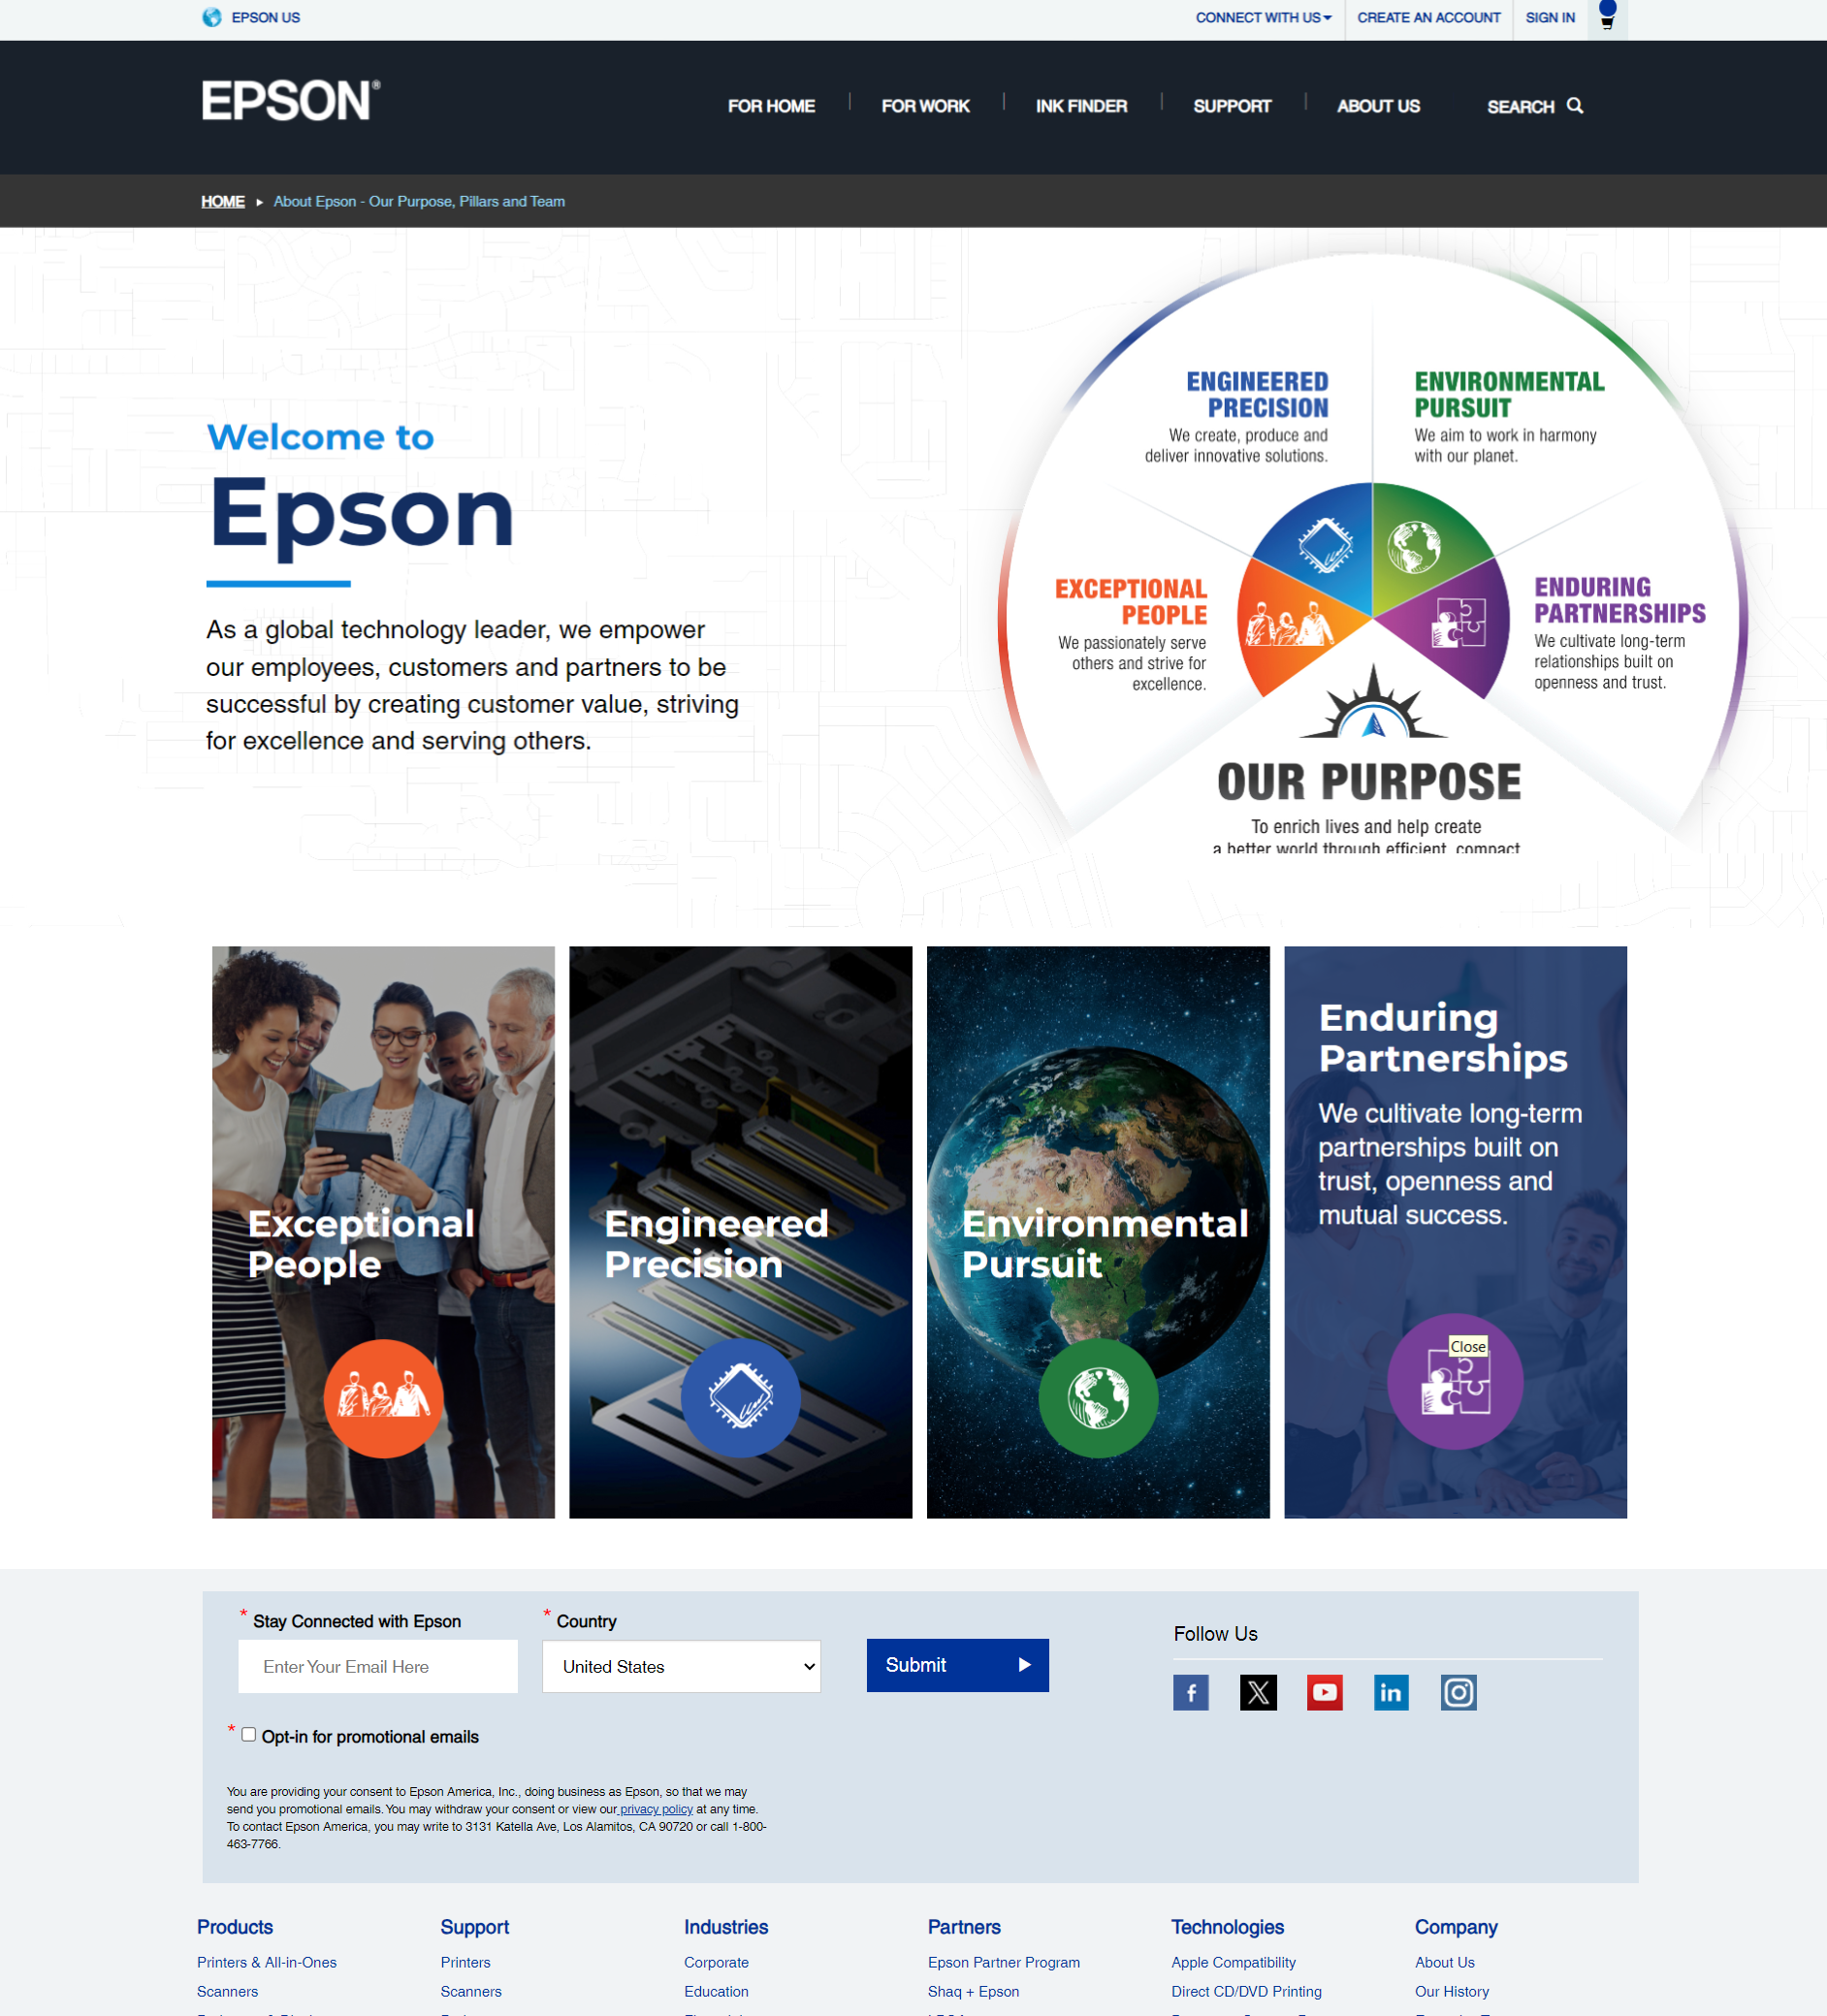 EPSON US
CONNECT WITH US
CREATE AN ACCOUNT
SIGN IN
EPSON®
FOR HOME
FOR WORK
INK FINDER
SUPPORT
ABOUT US
SEARCH
HOME
About Epson - Our Purpose, Pillars and Team
Welcome to
Epson
As a global technology leader, we empower
our employees, customers and partners to be
successful by creating customer value, striving
for excellence and serving others.
ENGINEERED
PRECISION
We create, produce and
deliver innovative solutions.
ENVIRONMENTAL
PURSUIT
We aim to work in harmony
with our planet.
EXCEPTIONAL
PEOPLE
We passionately serve
others and strive for
excellence.
ENDURING
PARTNERSHIPS
We cultivate long-term
relationships built on
openness and trust.
OUR PURPOSE
To enrich lives and help create
a better world through efficient, compact
Exceptional
People
Engineered
Precision
Environmental
Pursuit
Enduring
Partnerships
We cultivate long-term
partnerships built on
trust, openness and
mutual success.
Close
* Stay Connected with Epson
Enter Your Email Here
* Country
United States
Submit
* Opt-in for promotional emails
You are providing your consent to Epson America, Inc., doing business as Epson, so that we may
send you promotional emails. You may withdraw your consent or view our privacy policy at any time.
To contact Epson America, you may write to 3131 Katella Ave, Los Alamitos, CA 90720 or call 1-800-
463-7766.
Follow Us
Products
Printers & All-in-Ones
Scanners
Support
Printers
Scanners
Industries
Corporate
Education
Partners
Epson Partner Program
Shaq + Epson
Technologies
Apple Compatibility
Direct CD/DVD Printing
Company
About Us
Our History